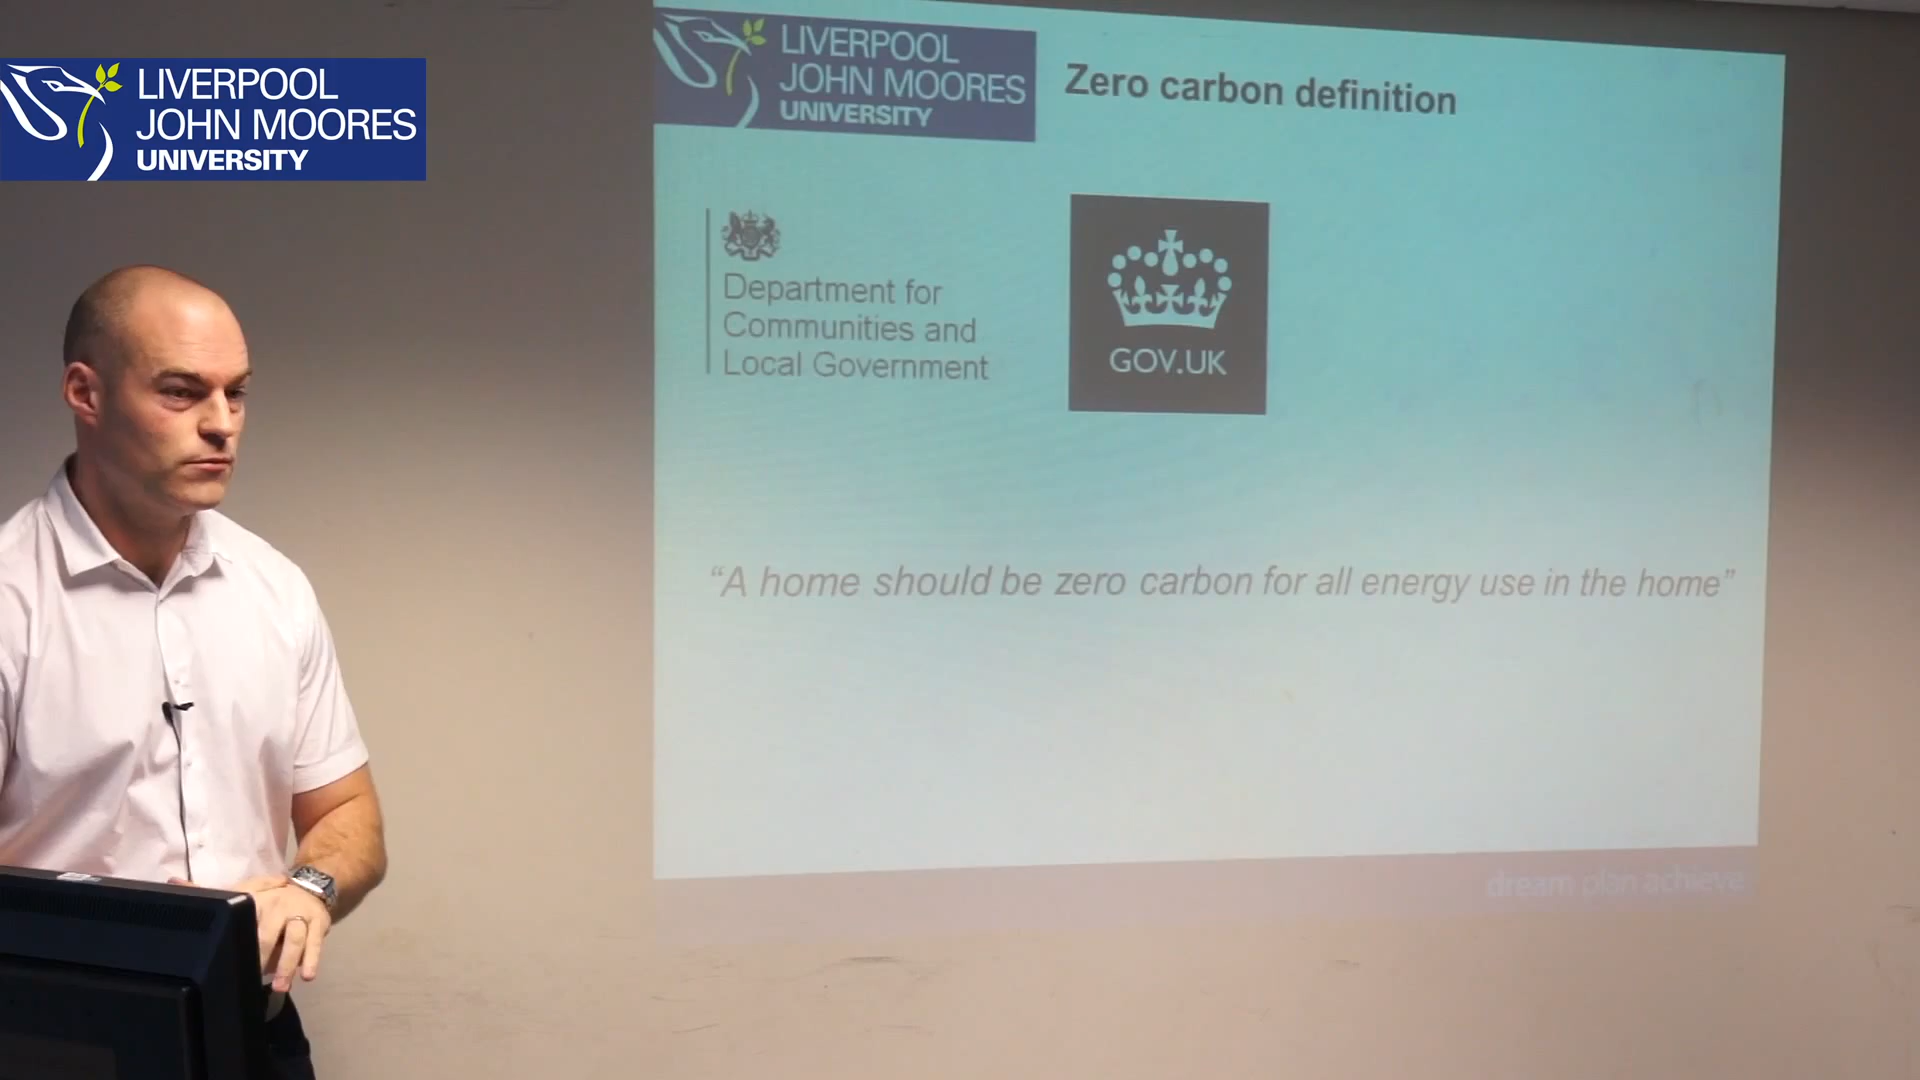 LIVERPOOL
JOHN MOORES
UNIVERSITY
LIVERPOOL
JOHN MOORES
UNIVERSITY
Zero carbon definition
Department for
Communities and
Local Government
GOV.UK
“A home should be zero carbon for all energy use in the home”
dream plan achieve